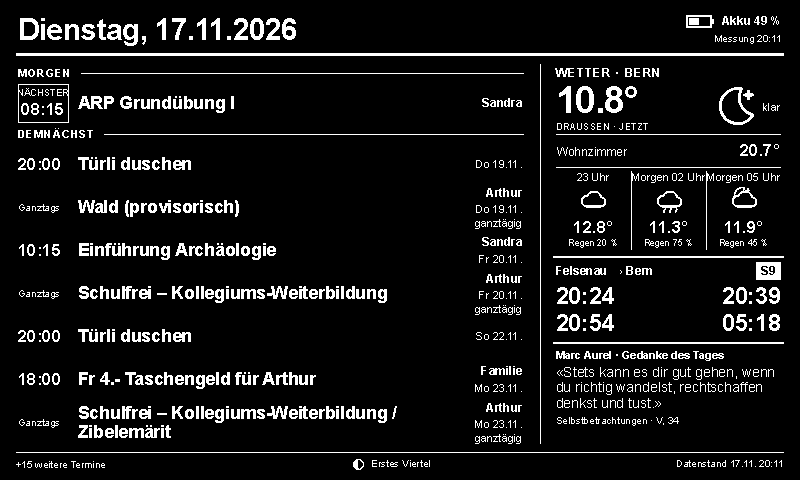 Dienstag, 17.11.2026
Akku 49 %
Messung 20:11
MORGEN
NÄCHSTER
08:15 ARP Grundübung I Sandra
DEMNÄCHST
20:00 Türli duschen Do 19.11.
Ganztags Wald (provisorisch) Arthur
Do 19.11.
ganztägig
10:15 Einführung Archäologie Sandra
Fr 20.11.
Ganztags Schulfrei – Kollegiums-Weiterbildung Arthur
Fr 20.11.
ganztägig
20:00 Türli duschen So 22.11.
18:00 Fr 4.- Taschengeld für Arthur Familie
Mo 23.11.
Ganztags Schulfrei – Kollegiums-Weiterbildung /
Zibelemärit
Arthur
Mo 23.11.
ganztägig
WETTER · BERN
10.8°
klar
DRAUSSEN · JETZT
Wohnzimmer 20.7°
23 Uhr Morgen 02 Uhr Morgen 05 Uhr
12.8° 11.3° 11.9°
Regen 20 % Regen 75 % Regen 45 %
Felsenau › Bern S9
20:24 20:39
20:54 05:18
Marc Aurel · Gedanke des Tages
«Stets kann es dir gut gehen, wenn
du richtig wandelst, rechtschaffen
denkst und tust.»
Selbstbetrachtungen · V, 34
+15 weitere Termine Erstes Viertel Datenstand 17.11. 20:11